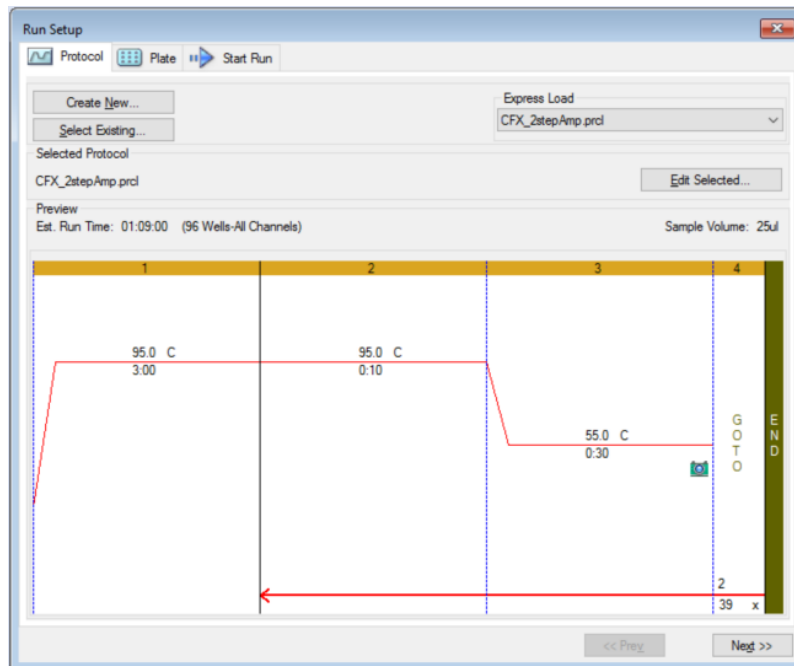 Run Setup
Protocol Plate Start Run
Create New...
Select Existing...
Express Load
CFX_2stepAmp.prcl
Selected Protocol
CFX_2stepAmp.prcl
Edit Selected...
Preview
Est. Run Time: 01:09:00 (96 Wells-All Channels) Sample Volume: 25ul
1 2 3 4
95.0 C
3:00
95.0 C
0:10
55.0 C
0:30
GOTO
END
2
39 x
<< Prev Next >>